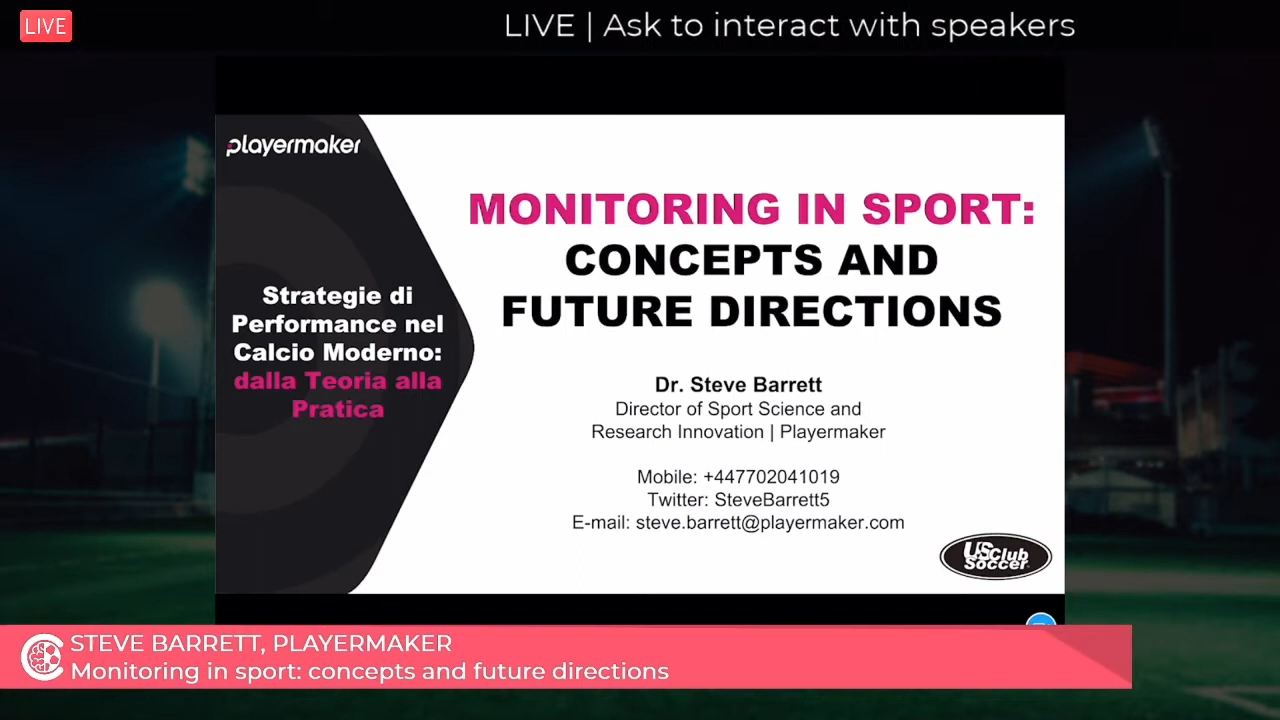 LIVE
LIVE | Ask to interact with speakers
playermaker
Strategie di
Performance nel
Calcio Moderno:
dalla Teoria alla
Pratica
MONITORING IN SPORT:
CONCEPTS AND
FUTURE DIRECTIONS
Dr. Steve Barrett
Director of Sport Science and
Research Innovation | Playermaker
Mobile: +447702041019
Twitter: SteveBarrett5
E-mail: steve.barrett@playermaker.com
US Club
Soccer
STEVE BARRETT, PLAYERMAKER
Monitoring in sport: concepts and future directions